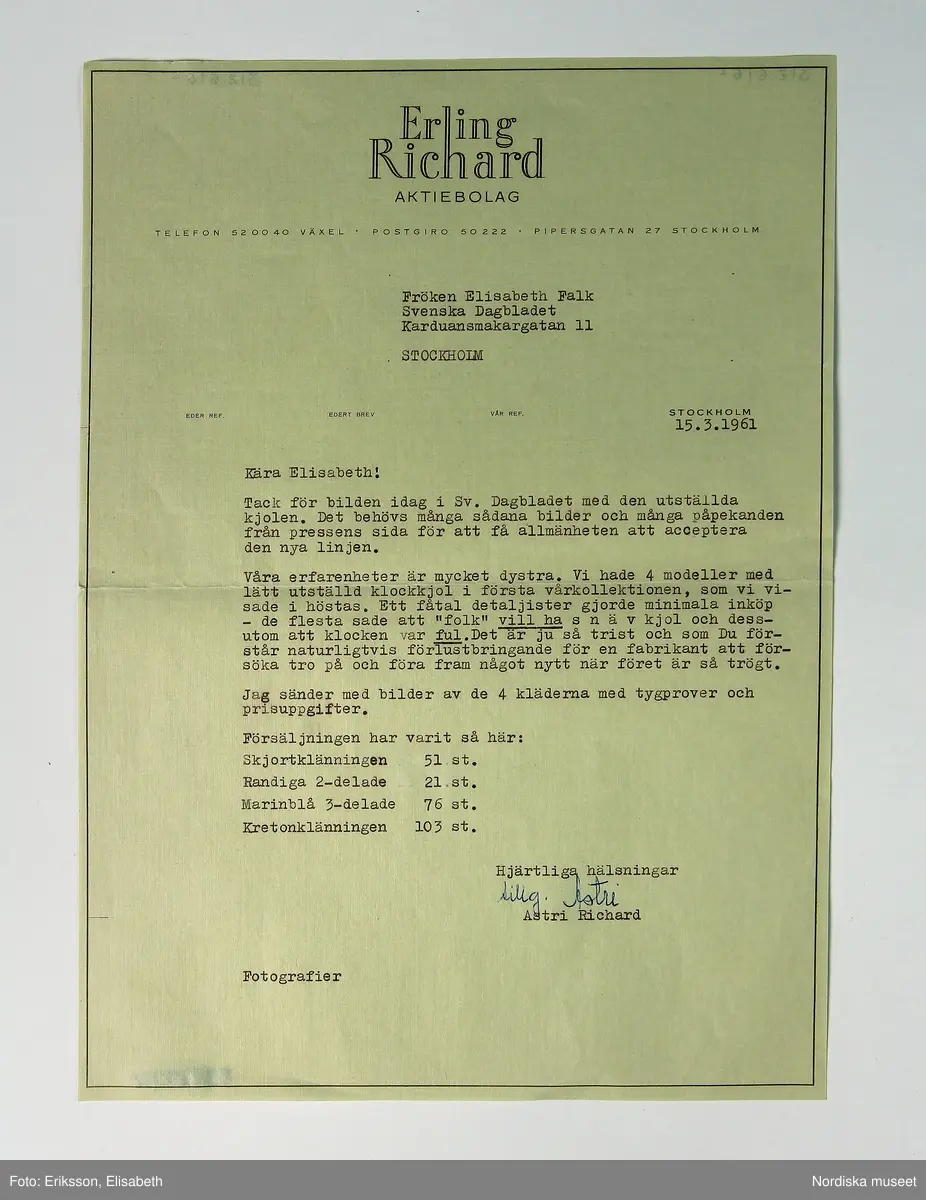 Erling
Richard
AKTIEBOLAG
TELEFON 520040 VÄXEL · POSTGIRO 50222 · PIPERSGATAN 27 STOCKHOLM
Fröken Elisabeth Falk
Svenska Dagbladet
Karduansmakargatan 11
STOCKHOLM
EDER REF. EDERT BREV VÅR REF. STOCKHOLM
15.3.1961
Kära Elisabeth!
Tack för bilden idag i Sv. Dagbladet med den utställda
kjolen. Det behövs många sådana bilder och många påpekanden
från pressens sida för att få allmänheten att acceptera
den nya linjen.
Våra erfarenheter är mycket dystra. Vi hade 4 modeller med
lätt utställd klockkjol i första vårkollektionen, som vi vi-
sade i höstas. Ett fåtal detaljister gjorde minimala inköp
- de flesta sade att "folk" vill ha s n ä v kjol och dess-
utom att klocken var ful.Det är ju så trist och som Du för-
står naturligtvis förlustbringande för en fabrikant att för-
söka tro på och föra fram något nytt när föret är så trögt.
Jag sänder med bilder av de 4 kläderna med tygprover och
prisuppgifter.
Försäljningen har varit så här:
Skjortklänningen 51 st.
Randiga 2-delade 21 st.
Marinblå 3-delade 76 st.
Kretonklänningen 103 st.
Hjärtliga hälsningar
Astri
Astri Richard
Fotografier
Foto: Eriksson, Elisabeth
Nordiska museet